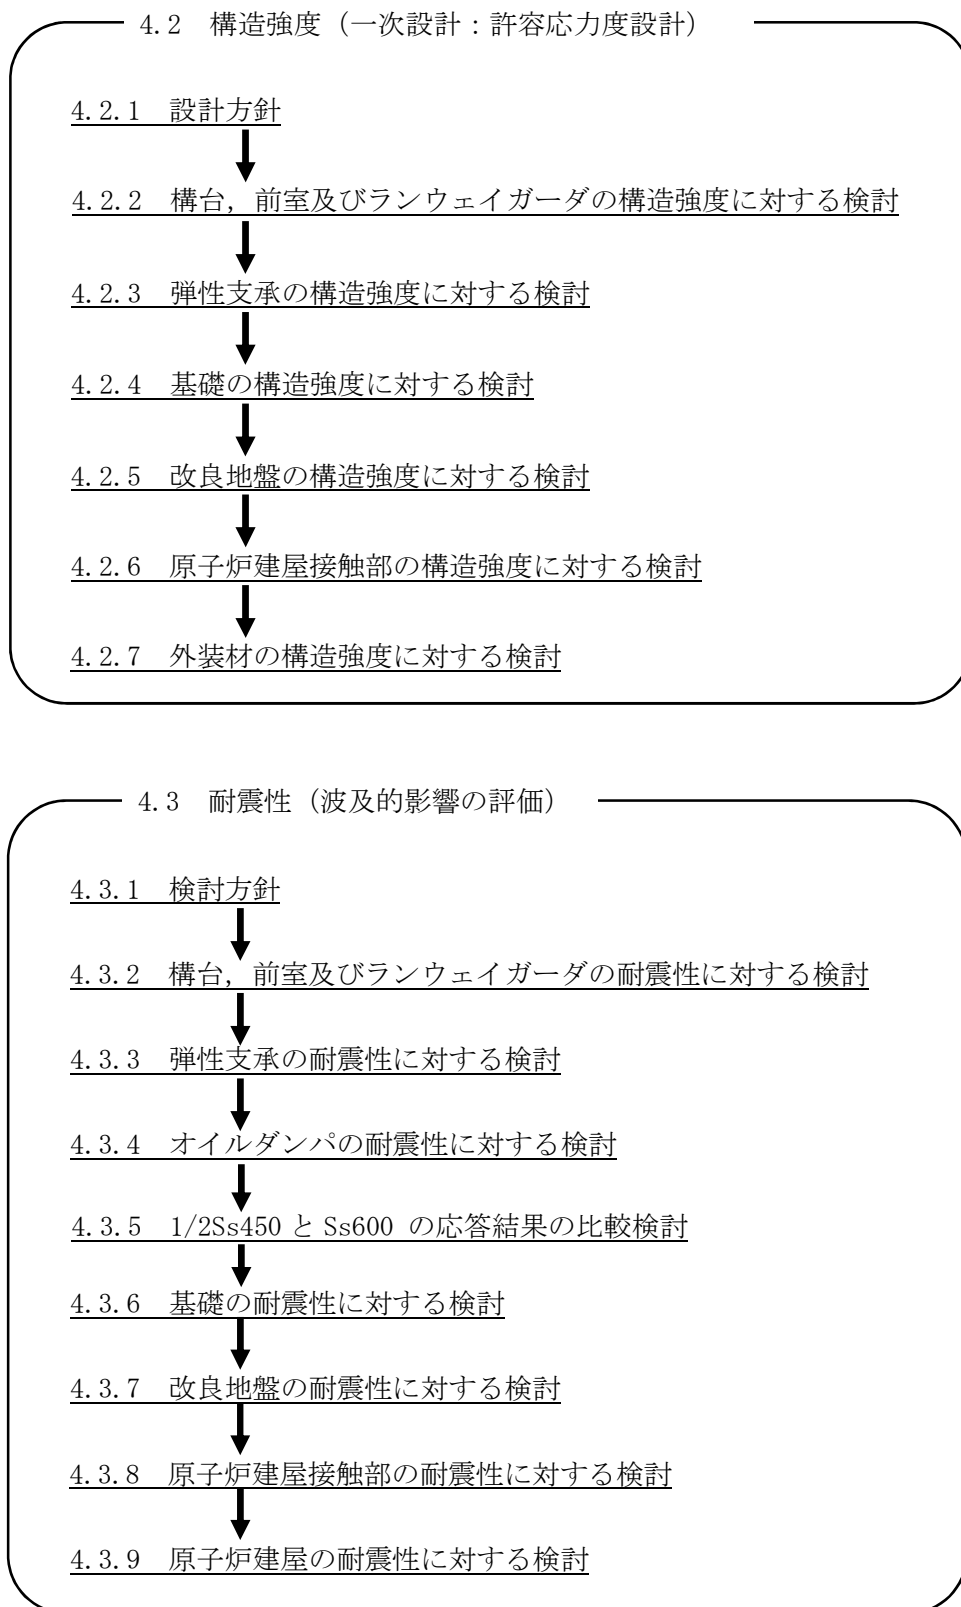 4.2　構造強度（一次設計：許容応力度設計）
4.2.1　設計方針
4.2.2　構台，前室及びランウェイガーダの構造強度に対する検討
4.2.3　弾性支承の構造強度に対する検討
4.2.4　基礎の構造強度に対する検討
4.2.5　改良地盤の構造強度に対する検討
4.2.6　原子炉建屋接触部の構造強度に対する検討
4.2.7　外装材の構造強度に対する検討
4.3　耐震性（波及的影響の評価）
4.3.1　検討方針
4.3.2　構台，前室及びランウェイガーダの耐震性に対する検討
4.3.3　弾性支承の耐震性に対する検討
4.3.4　オイルダンパの耐震性に対する検討
4.3.5　1/2Ss450 と Ss600 の応答結果の比較検討
4.3.6　基礎の耐震性に対する検討
4.3.7　改良地盤の耐震性に対する検討
4.3.8　原子炉建屋接触部の耐震性に対する検討
4.3.9　原子炉建屋の耐震性に対する検討